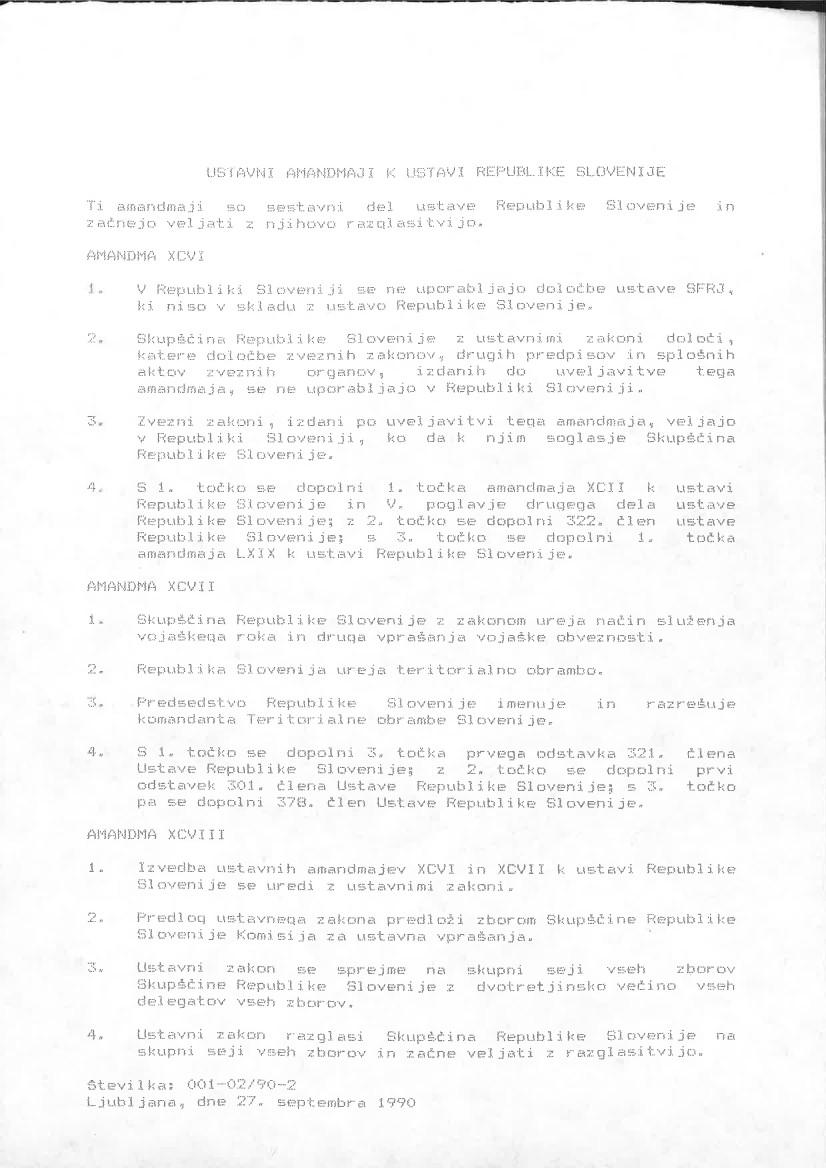 USTAVNI AMANDMAJI K USTAVI REPUBLIKE SLOVENIJE
Ti amandmaji so sestavni del ustave Republike Slovenije in
začnejo veljati z njihovo razglasitvijo.
AMANDMA XCVI
1. V Republiki Sloveniji se ne uporabljajo določbe ustave SFRJ,
ki niso v skladu z ustavo Republike Slovenije.
2. Skupščina Republike Slovenije z ustavnimi zakoni določi,
katere določbe zveznih zakonov, drugih predpisov in splošnih
aktov zveznih organov, izdanih do uveljavitve tega
amandmaja, se ne uporabljajo v Republiki Sloveniji.
3. Zvezni zakoni, izdani po uveljavitvi tega amandmaja, veljajo
v Republiki Sloveniji, ko da k njim soglasje Skupščina
Republike Slovenije.
4. S 1. točko se dopolni 1. točka amandmaja XCII k ustavi
Republike Slovenije in V. poglavje drugega dela ustave
Republike Slovenije; z 2. točko se dopolni 322. člen ustave
Republike Slovenije; s 3. točko se dopolni 1. točka
amandmaja LXIX k ustavi Republike Slovenije.
AMANDMA XCVII
1. Skupščina Republike Slovenije z zakonom ureja način služenja
vojaškega roka in druga vprašanja vojaške obveznosti.
2. Republika Slovenija ureja teritorialno obrambo.
3. Predsedstvo Republike Slovenije imenuje in razrešuje
komandanta Teritorialne obrambe Slovenije.
4. S 1. točko se dopolni 3. točka prvega odstavka 321. člena
Ustave Republike Slovenije; z 2. točko se dopolni prvi
odstavek 301. člena Ustave Republike Slovenije; s 3. točko
pa se dopolni 378. člen Ustave Republike Slovenije.
AMANDMA XCVIII
1. Izvedba ustavnih amandmajev XCVI in XCVII k ustavi Republike
Slovenije se uredi z ustavnimi zakoni.
2. Predlog ustavnega zakona predloži zborom Skupščine Republike
Slovenije Komisija za ustavna vprašanja.
3. Ustavni zakon se sprejme na skupni seji vseh zborov
Skupščine Republike Slovenije z dvotretjinsko večino vseh
delegatov vseh zborov.
4. Ustavni zakon razglasi Skupščina Republike Slovenije na
skupni seji vseh zborov in začne veljati z razglasitvijo.
Številka: 001-02/90-2
Ljubljana, dne 27. septembra 1990